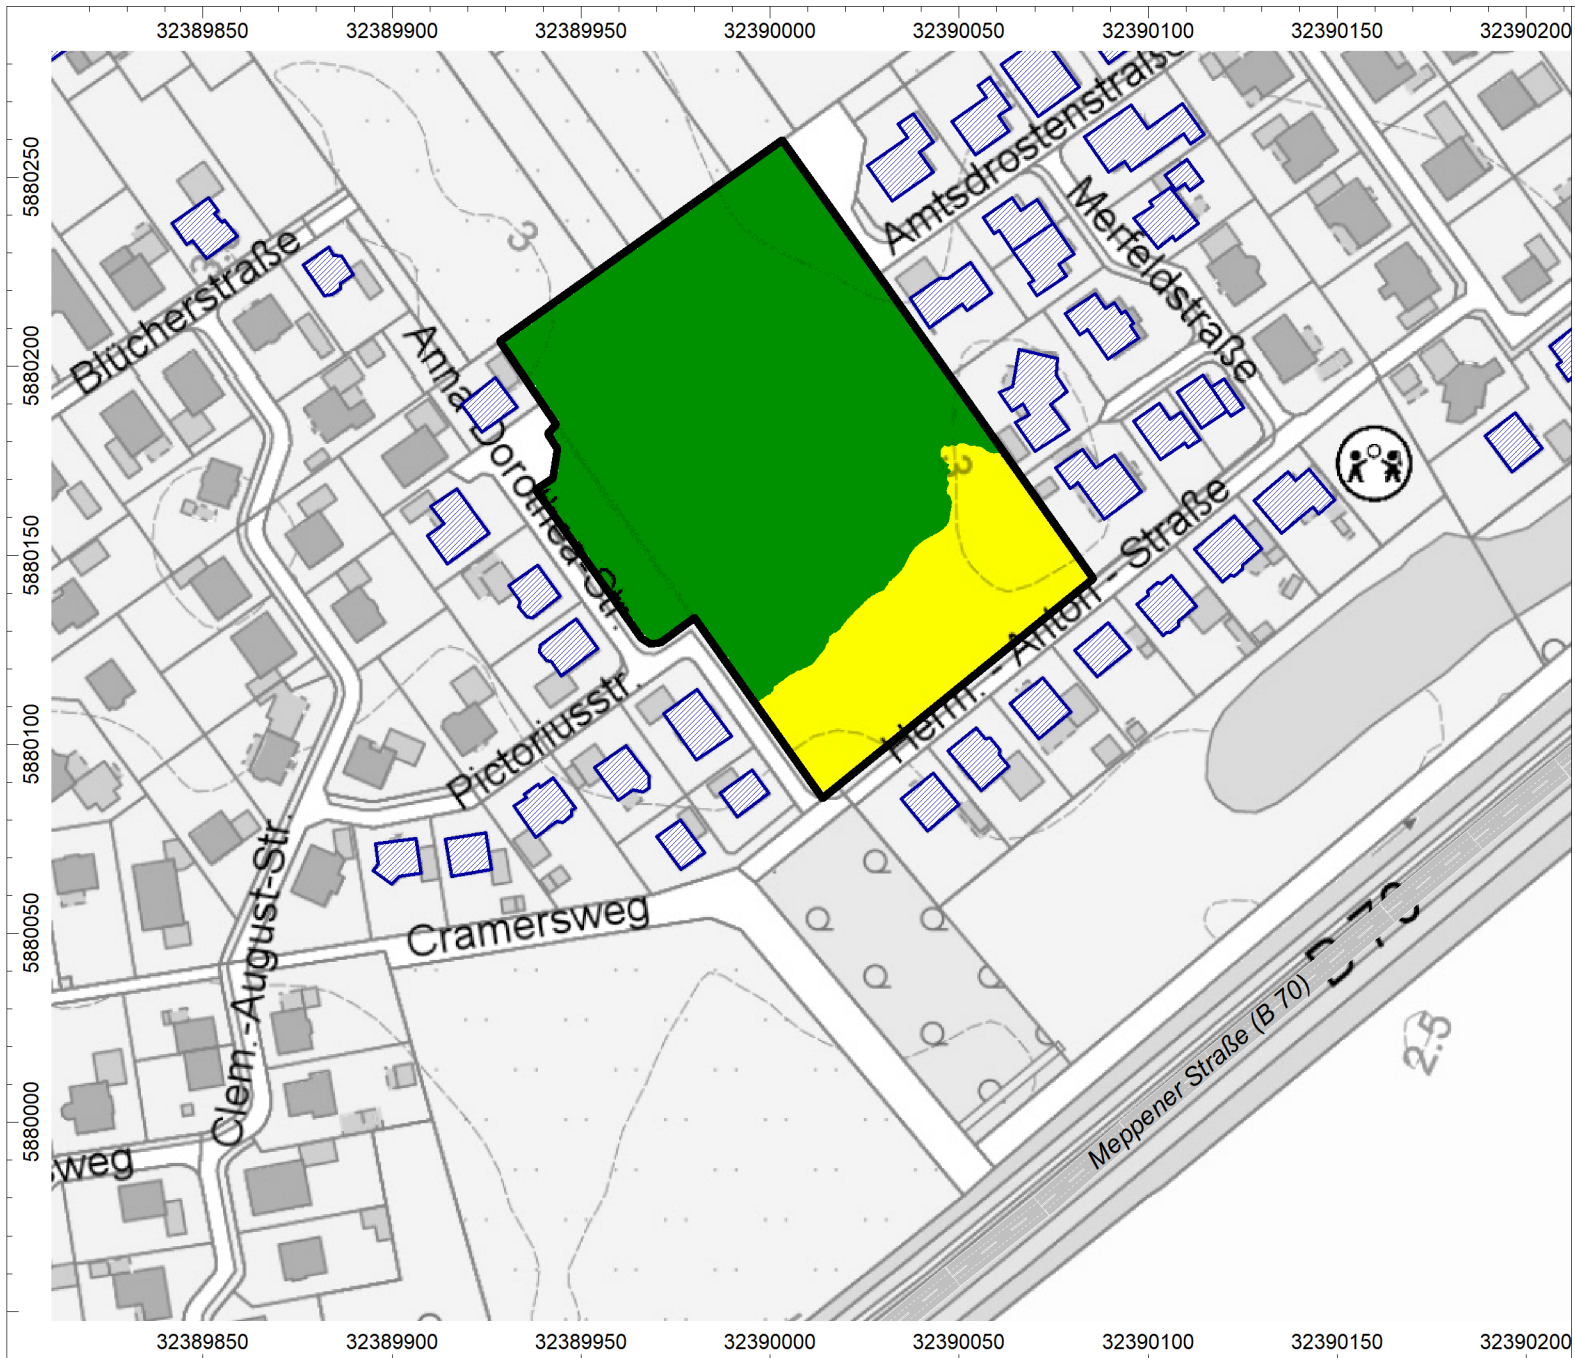 32389850 32389900 32389950 32390000 32390050 32390100 32390150 32390200
5880250
5880200
5880150
5880100
5880050
5880000
Amtsdrostenstraße
Merfeldstraße
Blücherstraße
3
3
Anna-Dorothea-Str.
Herm.-Anton-Straße
Pictoriusstr.
Clem.-August-Str.
Cramersweg
sweg
Meppener Straße (B 70)
B 70
2.5
32389850 32389900 32389950 32390000 32390050 32390100 32390150 32390200